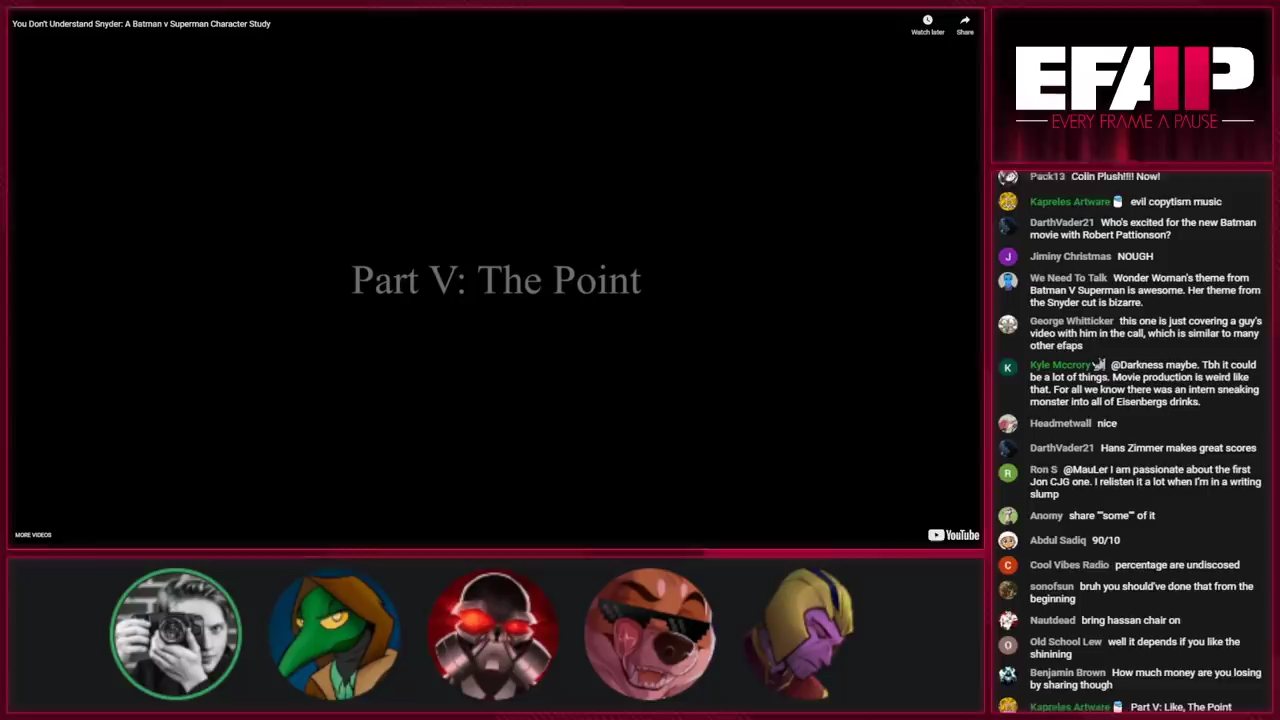 You Don't Understand Snyder: A Batman v Superman Character Study
Watch later
Share
Part V: The Point
MORE VIDEOS
YouTube
EFAP
EVERY FRAME A PAUSE
Pack13 Colin Plush!!!! Now!
Kapreles Artware evil copytism music
DarthVader21 Who's excited for the new Batman
movie with Robert Pattionson?
J
Jiminy Christmas NOUGH
We Need To Talk Wonder Woman's theme from
Batman V Superman is awesome. Her theme from
the Snyder cut is bizarre.
George Whitticker this one is just covering a guy's
video with him in the call, which is similar to many
other efaps
K
Kyle Mccrory @Darkness maybe. Tbh it could
be a lot of things. Movie production is weird like
that. For all we know there was an intern sneaking
monster into all of Eisenbergs drinks.
Headmetwall nice
DarthVader21 Hans Zimmer makes great scores
R
Ron S @MauLer I am passionate about the first
Jon CJG one. I relisten it a lot when I'm in a writing
slump
Anomy share ""some"" of it
Abdul Sadiq 90/10
C
Cool Vibes Radio percentage are undiscosed
sonofsun bruh you should've done that from the
beginning
Nautdead bring hassan chair on
O
Old School Lew well it depends if you like the
shinining
Benjamin Brown How much money are you losing
by sharing though
Kapreles Artware Part V: Like, The Point